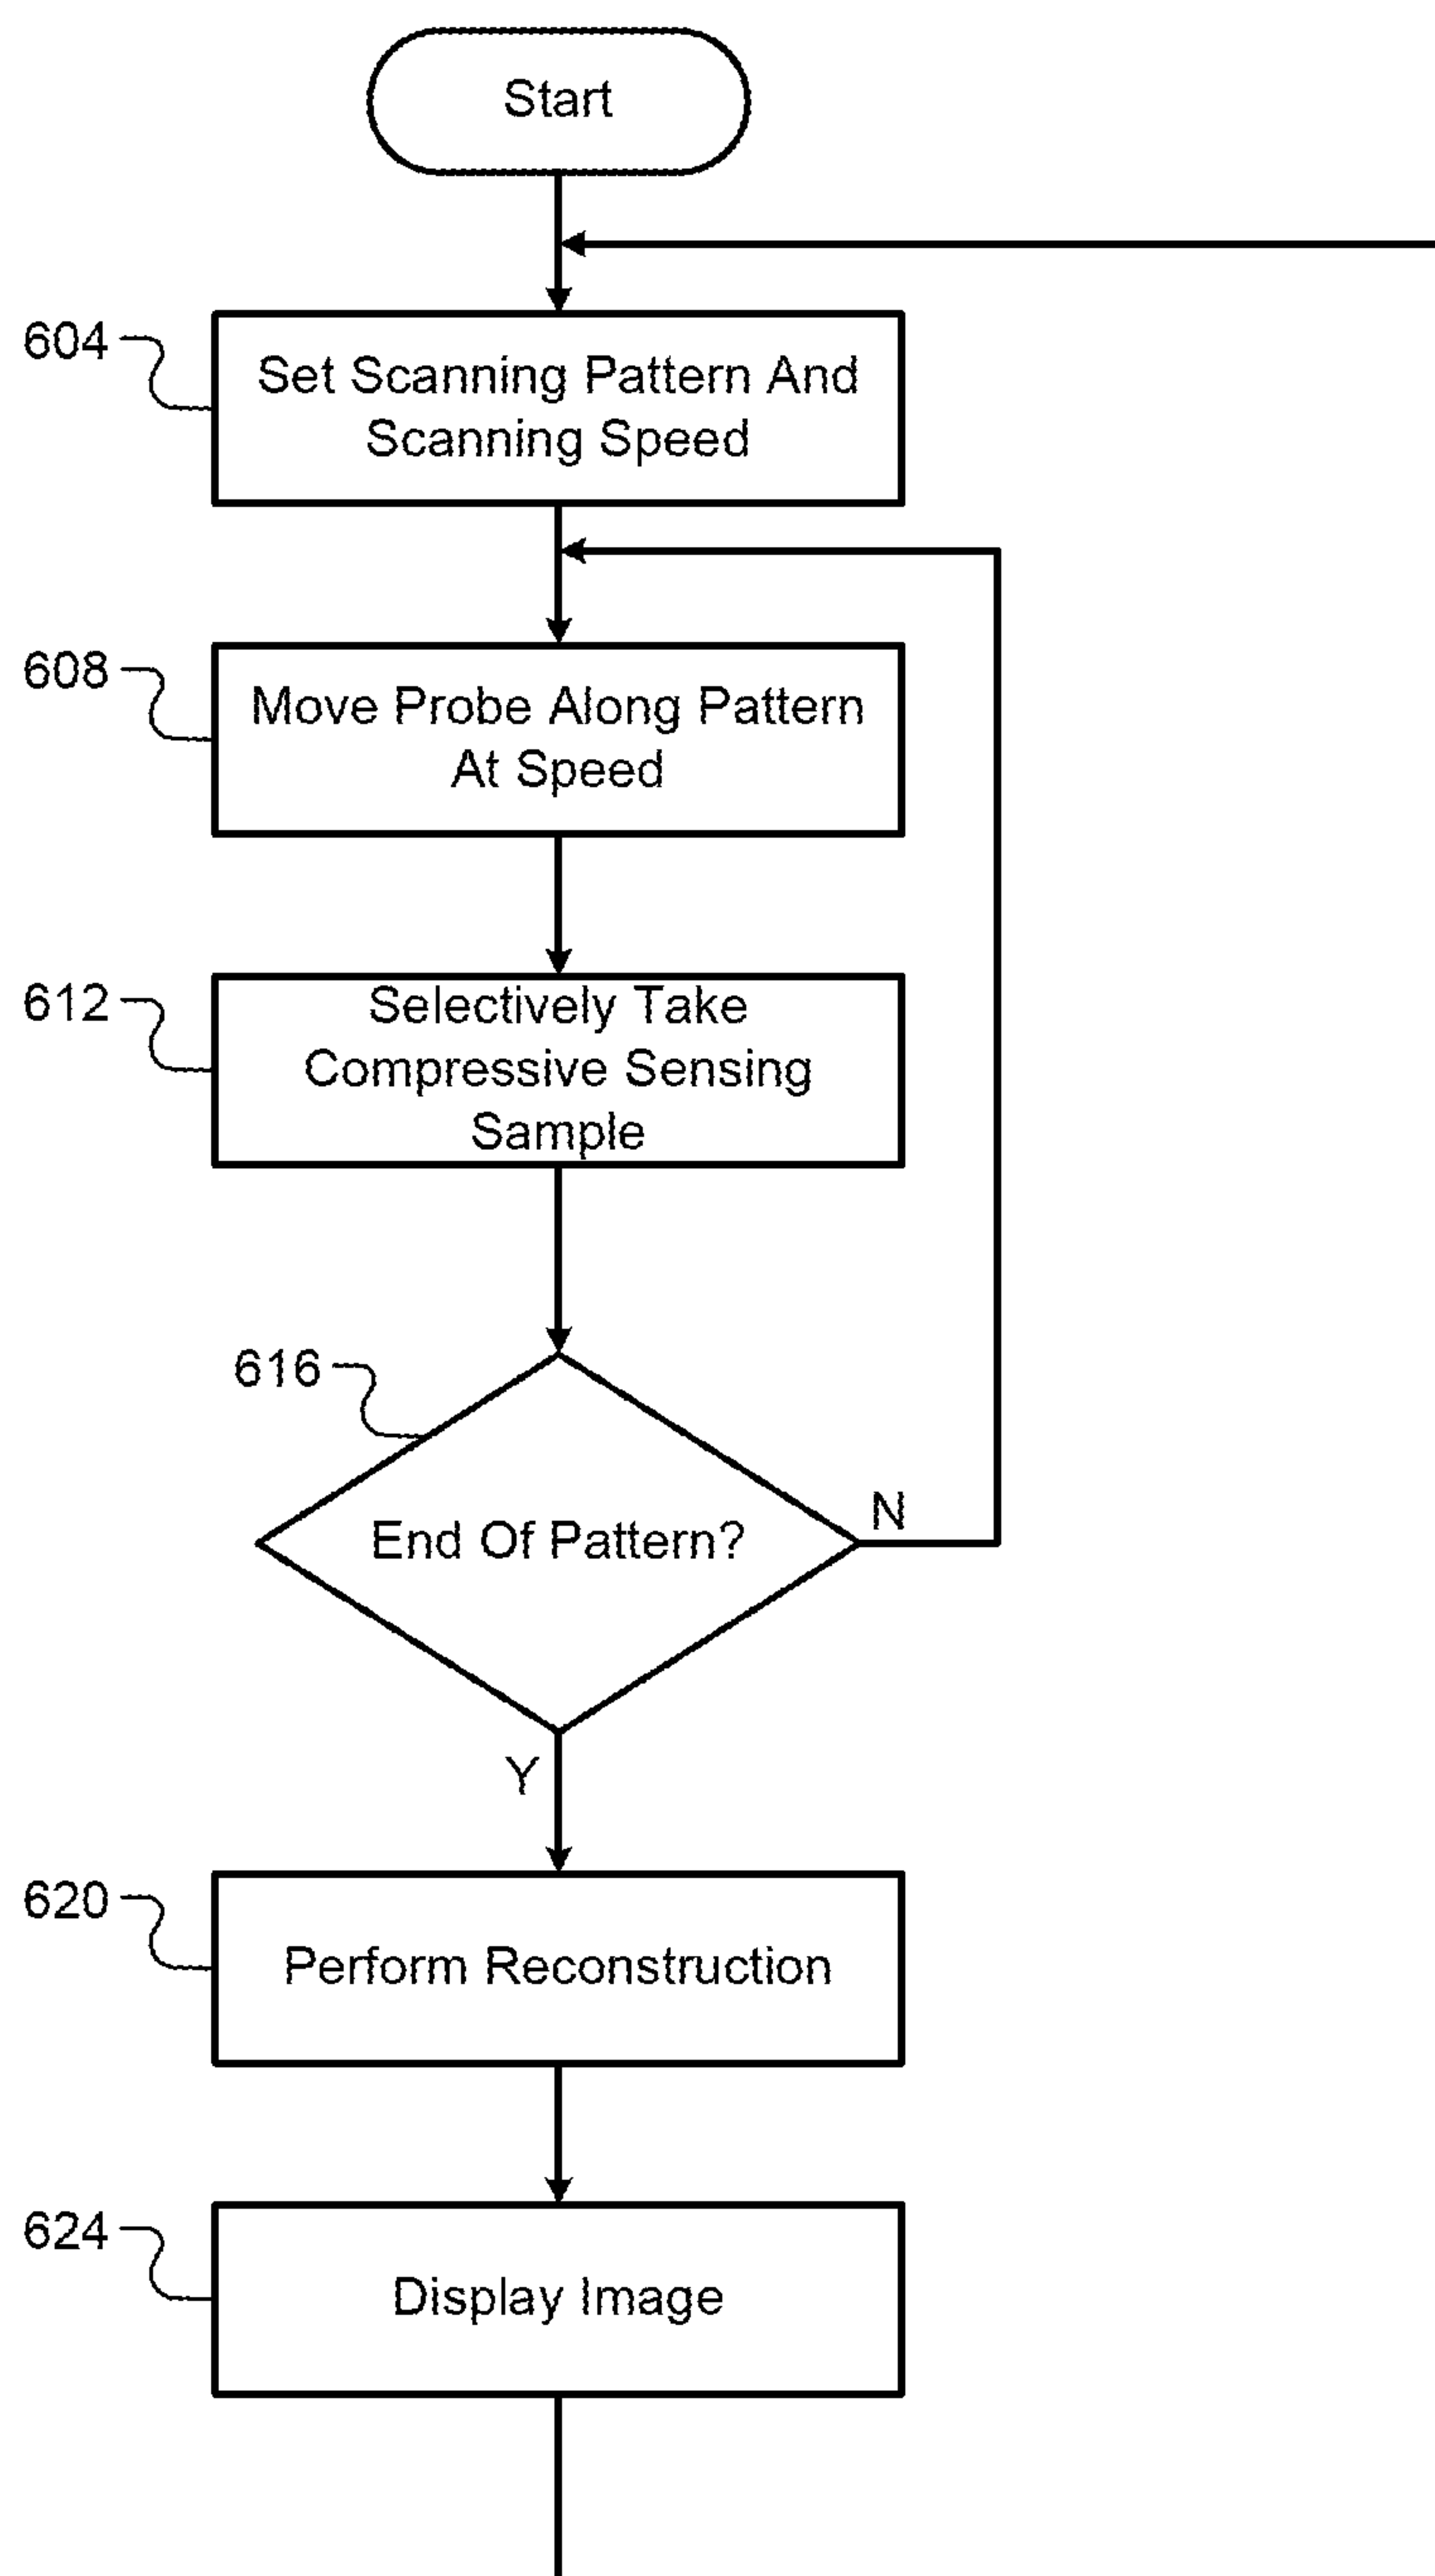 Start
604
Set Scanning Pattern And
Scanning Speed
608
Move Probe Along Pattern
At Speed
612
Selectively Take
Compressive Sensing
Sample
616
End Of Pattern?
N
Y
620
Perform Reconstruction
624
Display Image